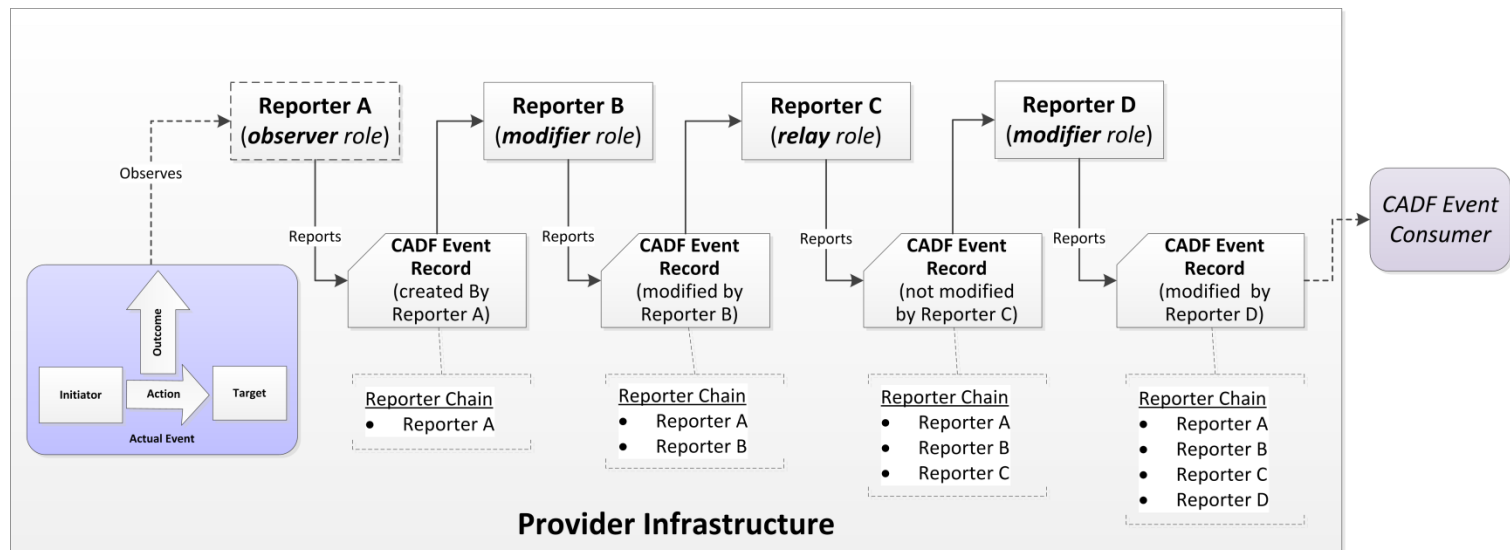 Reporter A
(observer role)
Reporter B
(modifier role)
Reporter C
(relay role)
Reporter D
(modifier role)
Observes
Reports
Reports
Reports
Reports
CADF Event
Record
(created By
Reporter A)
CADF Event
Record
(modified by
Reporter B)
CADF Event
Record
(not modified
by Reporter C)
CADF Event
Record
(modified by
Reporter D)
CADF Event
Consumer
Outcome
Initiator
Action
Target
Actual Event
Reporter Chain
• Reporter A
Reporter Chain
• Reporter A
• Reporter B
Reporter Chain
• Reporter A
• Reporter B
• Reporter C
Reporter Chain
• Reporter A
• Reporter B
• Reporter C
• Reporter D
Provider Infrastructure